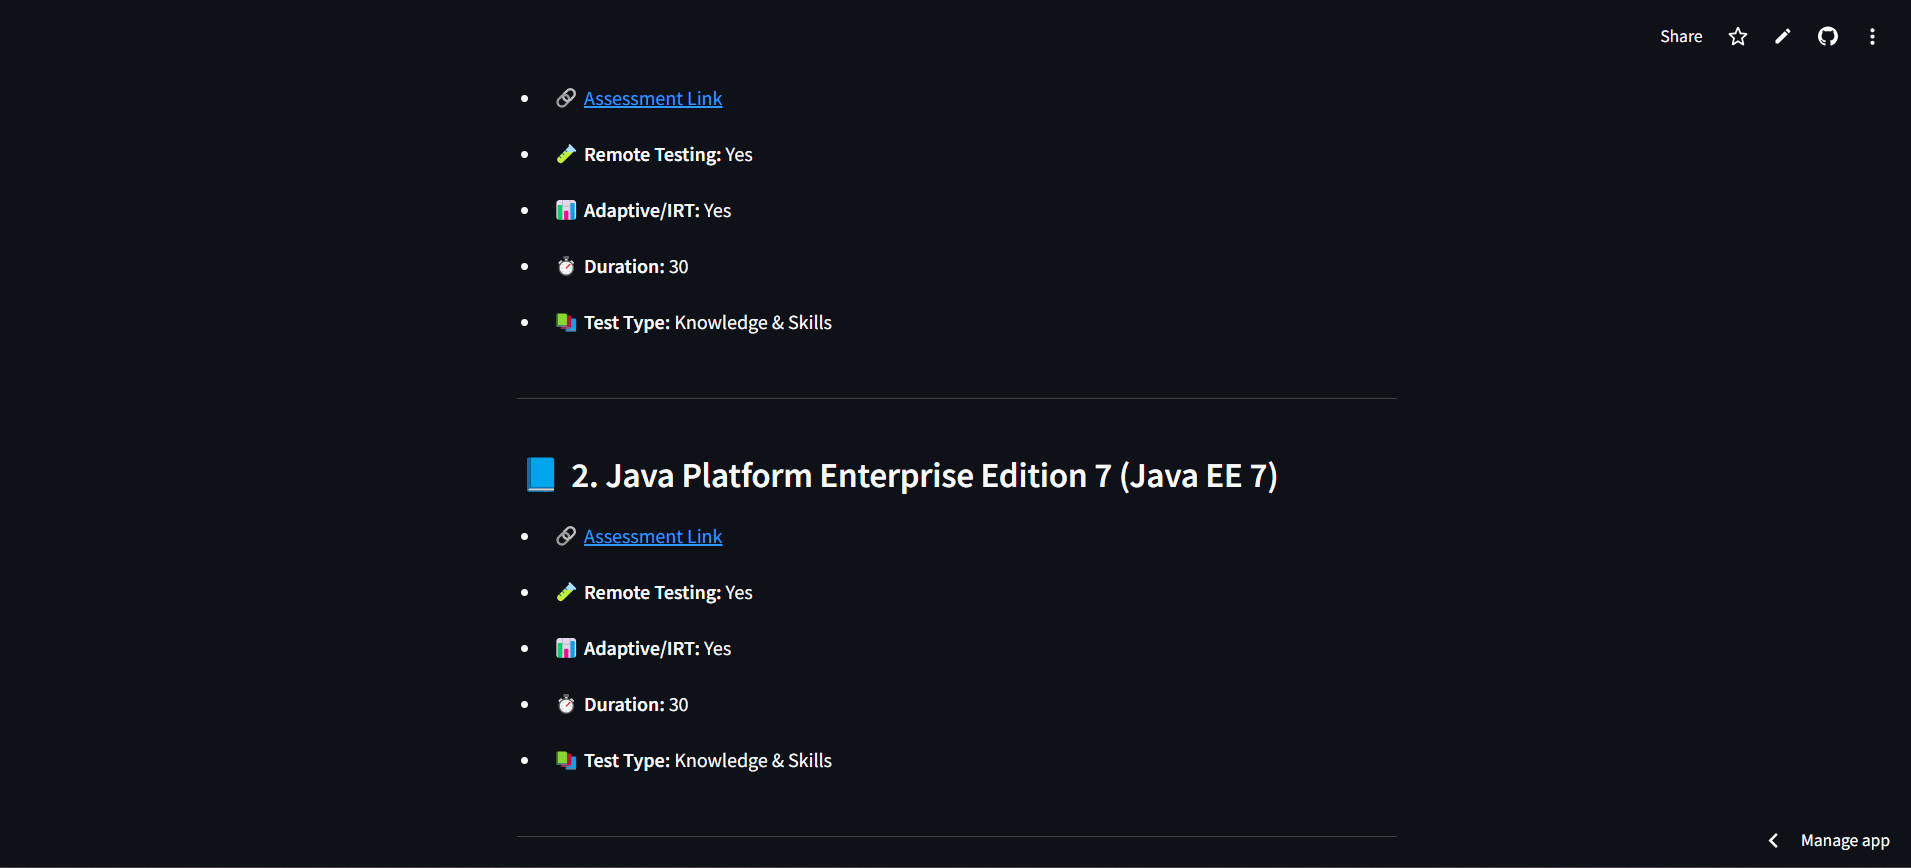 Share
Assessment Link
Remote Testing: Yes
Adaptive/IRT: Yes
Duration: 30
Test Type: Knowledge & Skills
2. Java Platform Enterprise Edition 7 (Java EE 7)
Assessment Link
Remote Testing: Yes
Adaptive/IRT: Yes
Duration: 30
Test Type: Knowledge & Skills
Manage app